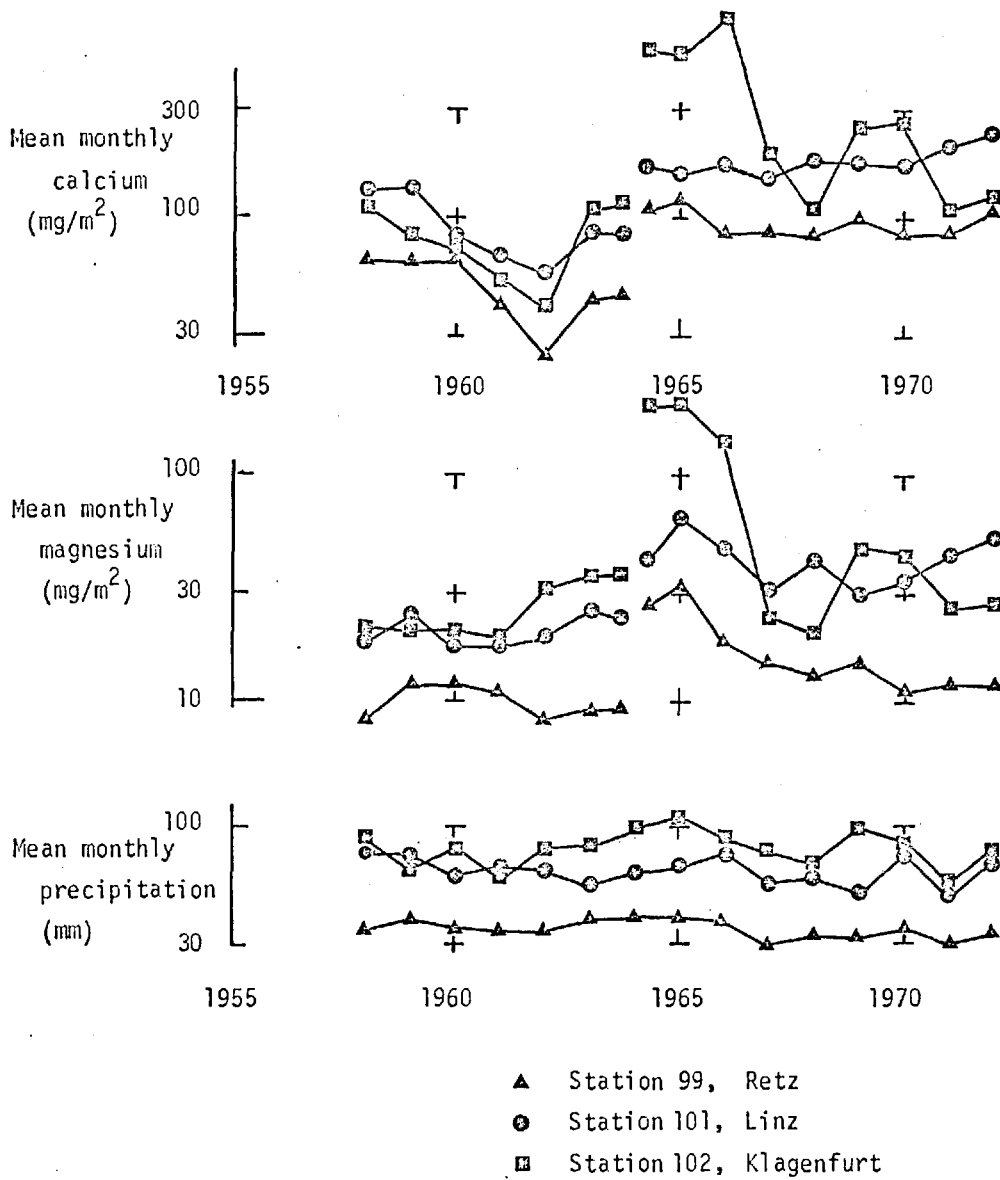 300
Mean monthly
calcium
(mg/m²)
100
30
1955 1960 1965 1970
100
Mean monthly
magnesium
(mg/m²)
30
10
100
Mean monthly
precipitation
(mm)
30
1955 1960 1965 1970
Station 99, Retz
Station 101, Linz
Station 102, Klagenfurt